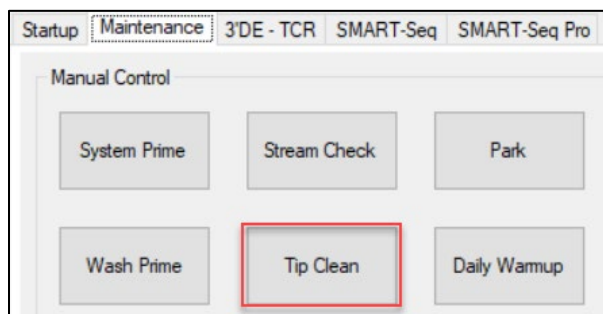 Startup Maintenance 3'DE - TCR SMART-Seq SMART-Seq Pro
Manual Control
System Prime Stream Check Park
Wash Prime Tip Clean Daily Warmup